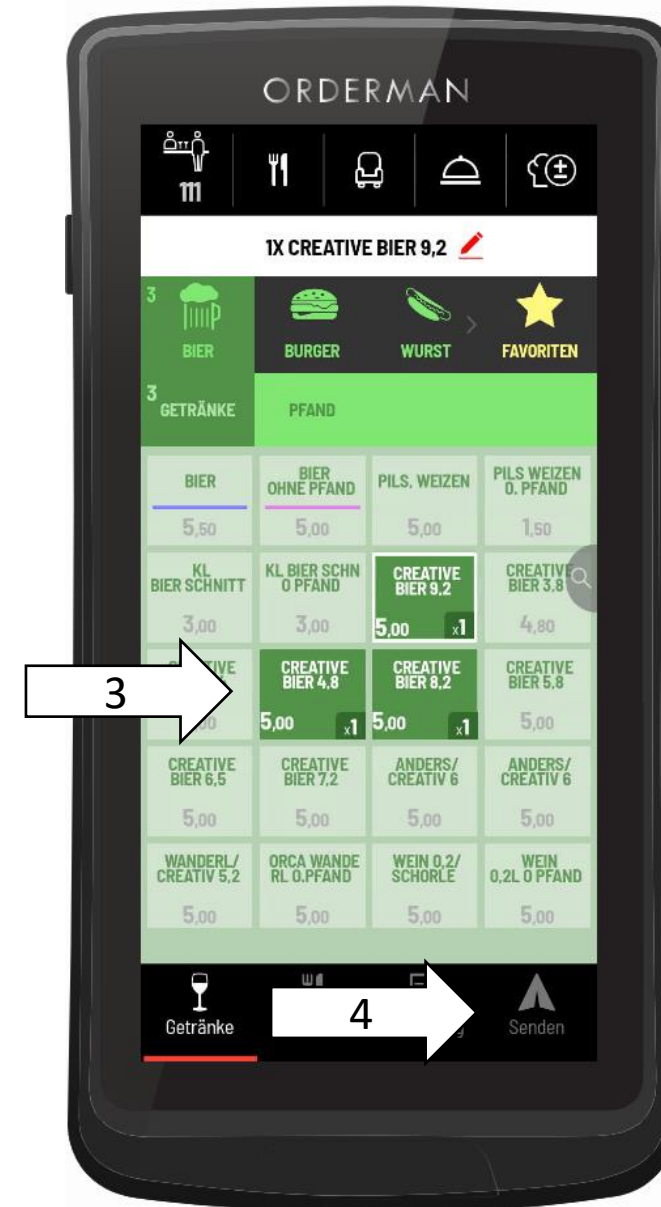 ORDERMAN
111
1X CREATIVE BIER 9,2
3
BIER
BURGER
WURST
FAVORITEN
3
GETRÄNKE
PFAND
BIER
5,50
BIER
OHNE PFAND
5,00
PILS, WEIZEN
5,00
PILS WEIZEN
O. PFAND
1,50
KL
BIER SCHNITT
3,00
KL BIER SCHN
O PFAND
3,00
CREATIVE
BIER 9,2
5,00 x1
CREATIVE
BIER 3,8
4,80
3
CREATIVE
BIER 4,8
5,00 x1
CREATIVE
BIER 8,2
5,00 x1
CREATIVE
BIER 5,8
5,00
CREATIVE
BIER 6,5
5,00
CREATIVE
BIER 7,2
5,00
ANDERS/
CREATIV 6
5,00
ANDERS/
CREATIV 6
5,00
WANDERL/
CREATIV 5,2
5,00
ORCA WANDE
RL O.PFAND
5,00
WEIN 0,2/
SCHORLE
5,00
WEIN
0,2L O PFAND
5,00
Getränke
4
Senden